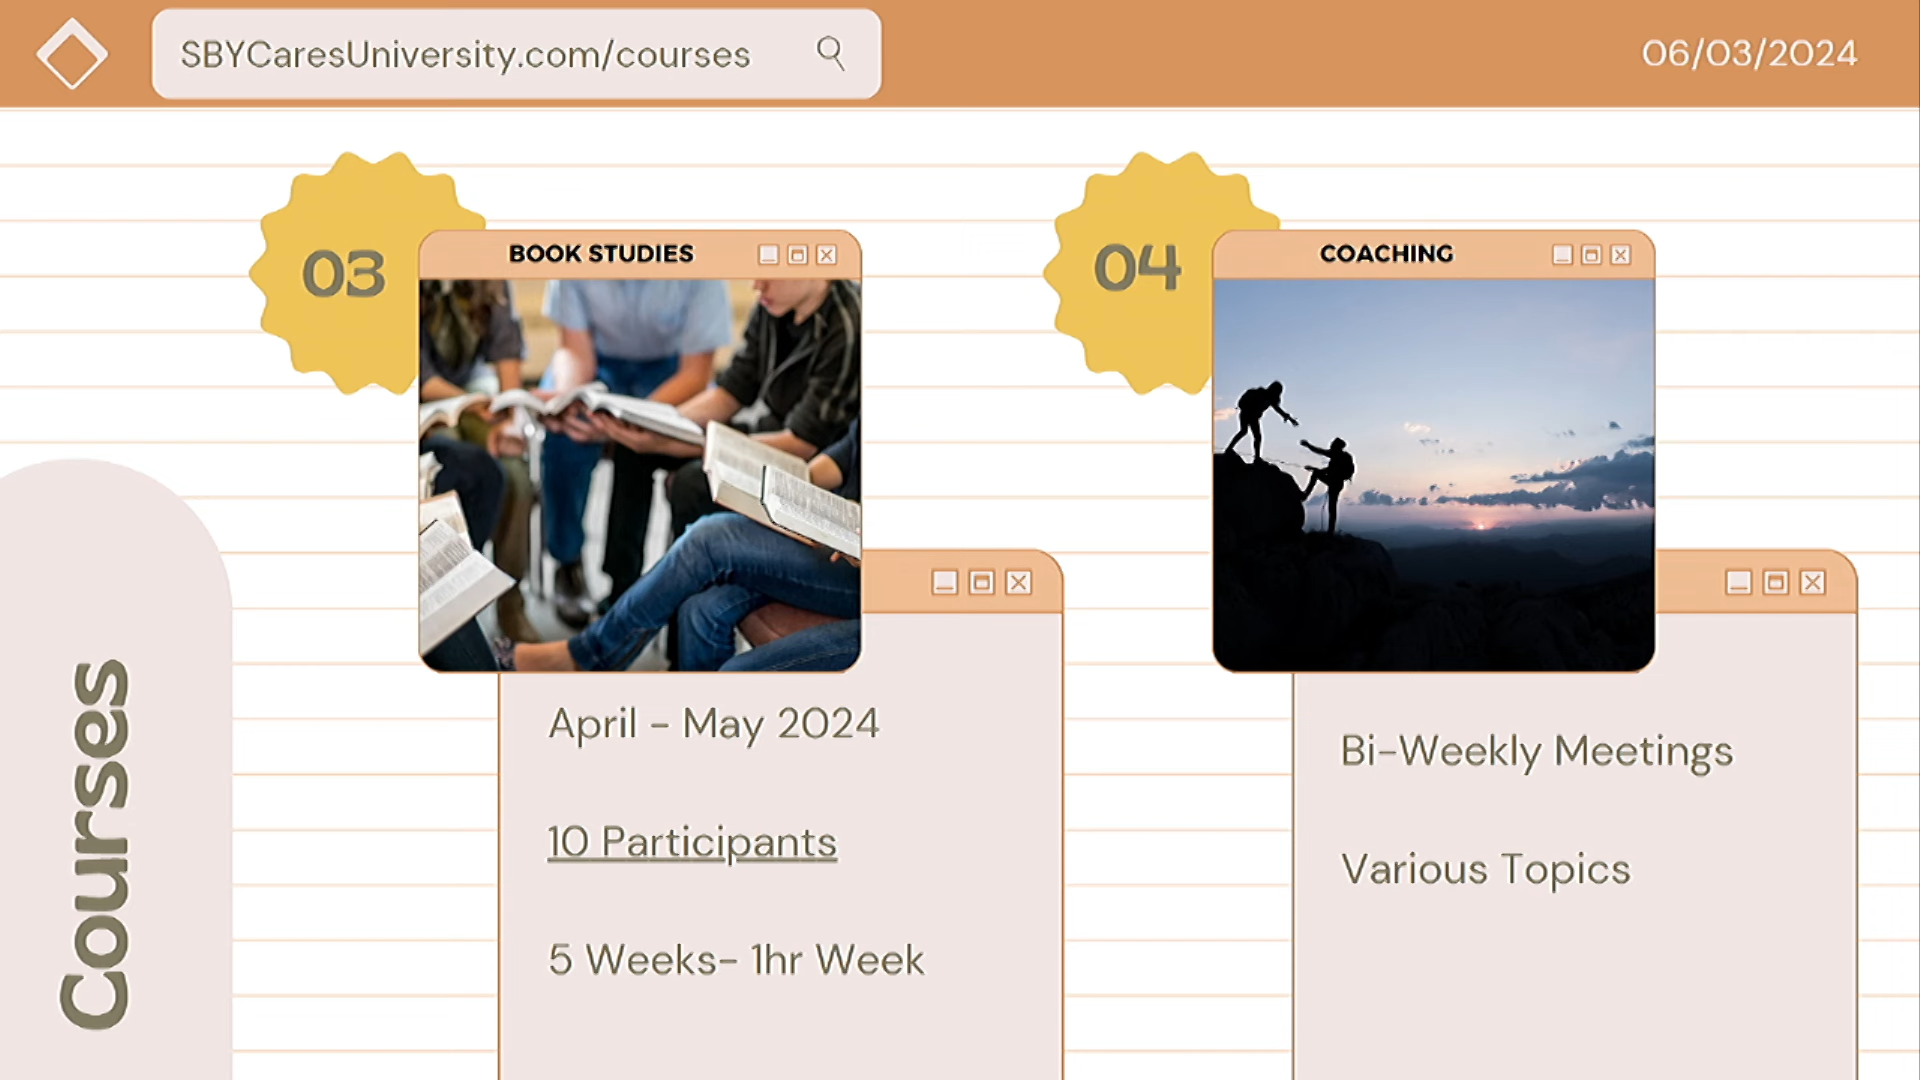 SBYCaresUniversity.com/courses
06/03/2024
03
BOOK STUDIES
04
COACHING
April - May 2024
10 Participants
5 Weeks- 1hr Week
Bi-Weekly Meetings
Various Topics
Courses